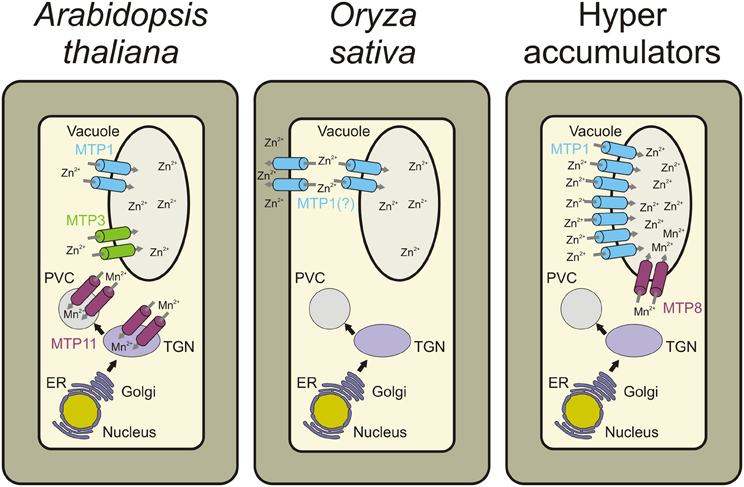 Arabidopsis
thaliana
Vacuole
MTP1
Zn²⁺
Zn²⁺
Zn²⁺
Zn²⁺
MTP3
Zn²⁺
Zn²⁺
PVC
Mn²⁺
Mn²⁺
Mn²⁺
MTP11
Mn²⁺
TGN
ER
Golgi
Nucleus
Oryza
sativa
Vacuole
Zn²⁺
Zn²⁺
Zn²⁺
Zn²⁺
Zn²⁺
Zn²⁺
MTP1(?)
Zn²⁺
Zn²⁺
Zn²⁺
Zn²⁺
PVC
TGN
ER
Golgi
Nucleus
Hyper
accumulators
Vacuole
MTP1
Zn²⁺
Zn²⁺
Zn²⁺
Zn²⁺
Zn²⁺
Zn²⁺
Zn²⁺
Zn²⁺
Zn²⁺
Zn²⁺
Zn²⁺
Mn²⁺
Zn²⁺
Mn²⁺
PVC
Mn²⁺
MTP8
TGN
ER
Golgi
Nucleus